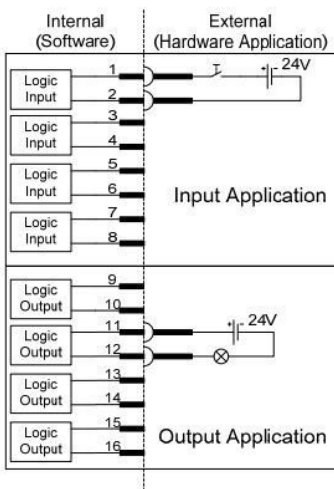 Internal
(Software)
External
(Hardware Application)
Logic
Input
1
2
24V
Logic
Input
3
4
Logic
Input
5
6
Logic
Input
7
8
Input Application
Logic
Output
9
10
Logic
Output
11
12
24V
Logic
Output
13
14
Logic
Output
15
16
Output Application